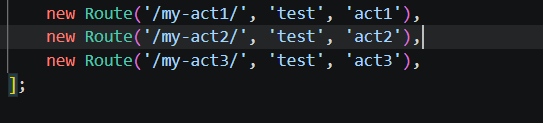 new Route('/my-act1/', 'test', 'act1'),
new Route('/my-act2/', 'test', 'act2'),
new Route('/my-act3/', 'test', 'act3'),
];